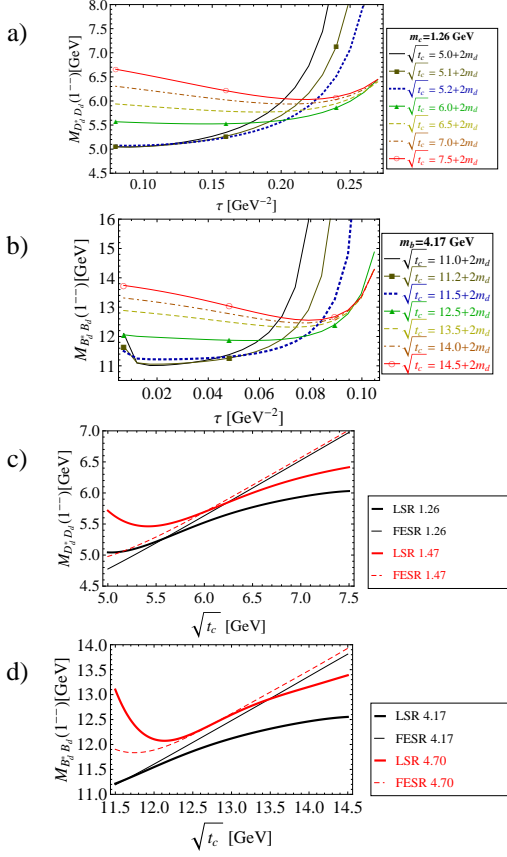 a)
M_{D*_d D_d}(1^{--})[GeV]
8.0
7.5
7.0
6.5
6.0
5.5
5.0
4.5
0.10 0.15 0.20 0.25
τ [GeV^{-2}]
m_c=1.26 GeV
√t_c = 5.0+2m_d
√t_c = 5.1+2m_d
√t_c = 5.2+2m_d
√t_c = 6.0+2m_d
√t_c = 6.5+2m_d
√t_c = 7.0+2m_d
√t_c = 7.5+2m_d
b)
M_{B*_d B_d}(1^{--})[GeV]
16
15
14
13
12
11
0.02 0.04 0.06 0.08 0.10
τ [GeV^{-2}]
m_b=4.17 GeV
√t_c = 11.0+2m_d
√t_c = 11.2+2m_d
√t_c = 11.5+2m_d
√t_c = 12.5+2m_d
√t_c = 13.5+2m_d
√t_c = 14.0+2m_d
√t_c = 14.5+2m_d
c)
M_{D*_d D_d}(1^{--})[GeV]
7.0
6.5
6.0
5.5
5.0
4.5
5.0 5.5 6.0 6.5 7.0 7.5
√t_c [GeV]
LSR 1.26
FESR 1.26
LSR 1.47
FESR 1.47
d)
M_{B*_d B_d}(1^{--})[GeV]
14.0
13.5
13.0
12.5
12.0
11.5
11.0
11.5 12.0 12.5 13.0 13.5 14.0 14.5
√t_c [GeV]
LSR 4.17
FESR 4.17
LSR 4.70
FESR 4.70